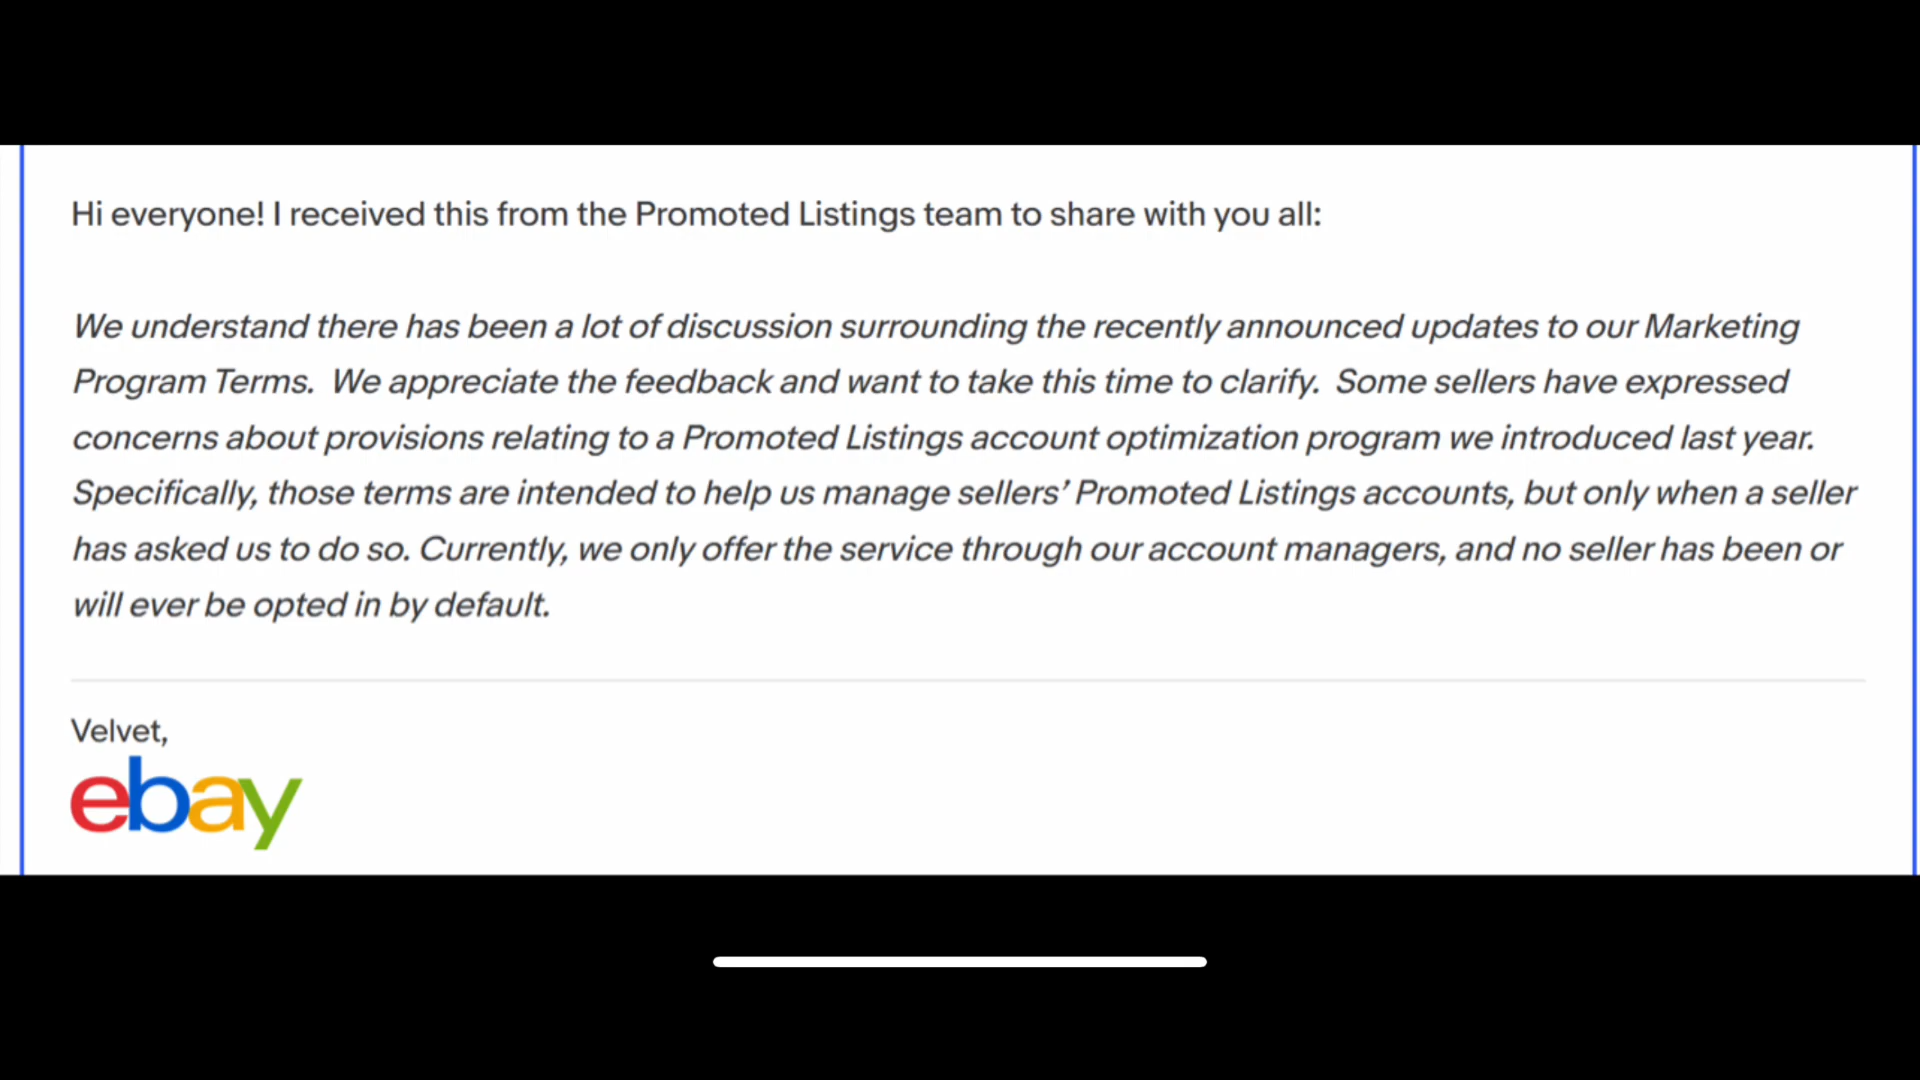 Hi everyone! I received this from the Promoted Listings team to share with you all:
We understand there has been a lot of discussion surrounding the recently announced updates to our Marketing
Program Terms.  We appreciate the feedback and want to take this time to clarify.  Some sellers have expressed
concerns about provisions relating to a Promoted Listings account optimization program we introduced last year.
Specifically, those terms are intended to help us manage sellers’ Promoted Listings accounts, but only when a seller
has asked us to do so. Currently, we only offer the service through our account managers, and no seller has been or
will ever be opted in by default.
Velvet,
ebay